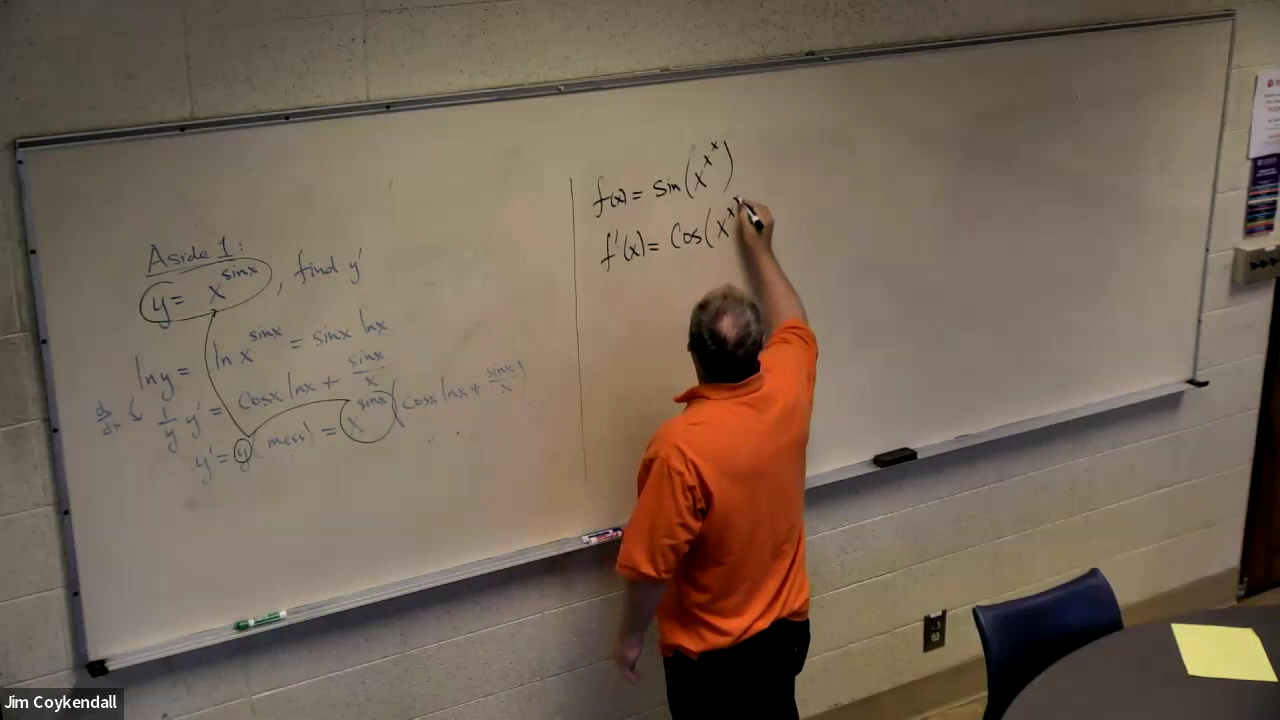 Aside 1:
y = x^sinx, find y'
ln y = ln x^sinx = sinx lnx
d/dx ( 1/y y' = cosx lnx + sinx/x
y' = y(mess) = x^sinx (cosx lnx + sinx/x)
f(x) = sin(x^x^x)
f'(x) = Cos(x^x^x
Jim Coykendall